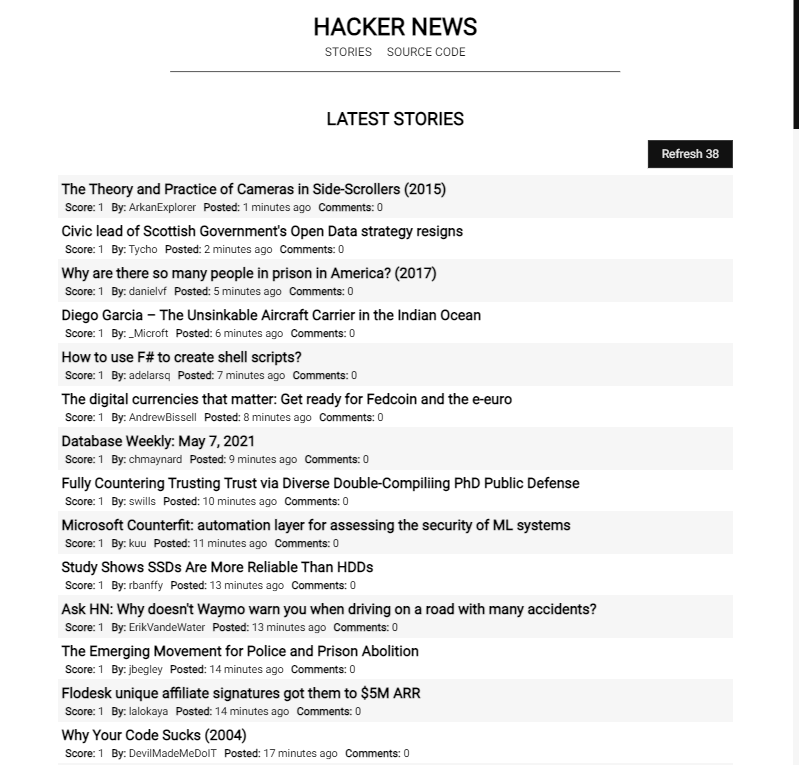 HACKER NEWS
STORIES SOURCE CODE
LATEST STORIES
Refresh 38
The Theory and Practice of Cameras in Side-Scrollers (2015)
Score: 1 By: ArkanExplorer Posted: 1 minutes ago Comments: 0
Civic lead of Scottish Government's Open Data strategy resigns
Score: 1 By: Tycho Posted: 2 minutes ago Comments: 0
Why are there so many people in prison in America? (2017)
Score: 1 By: danielvf Posted: 5 minutes ago Comments: 0
Diego Garcia – The Unsinkable Aircraft Carrier in the Indian Ocean
Score: 1 By: _Microft Posted: 6 minutes ago Comments: 0
How to use F# to create shell scripts?
Score: 1 By: adelarsq Posted: 7 minutes ago Comments: 0
The digital currencies that matter: Get ready for Fedcoin and the e-euro
Score: 1 By: AndrewBissell Posted: 8 minutes ago Comments: 0
Database Weekly: May 7, 2021
Score: 1 By: chmaynard Posted: 9 minutes ago Comments: 0
Fully Countering Trusting Trust via Diverse Double-Compiliing PhD Public Defense
Score: 1 By: swills Posted: 10 minutes ago Comments: 0
Microsoft Counterfit: automation layer for assessing the security of ML systems
Score: 1 By: kuu Posted: 11 minutes ago Comments: 0
Study Shows SSDs Are More Reliable Than HDDs
Score: 1 By: rbanffy Posted: 13 minutes ago Comments: 0
Ask HN: Why doesn't Waymo warn you when driving on a road with many accidents?
Score: 1 By: ErikVandeWater Posted: 13 minutes ago Comments: 0
The Emerging Movement for Police and Prison Abolition
Score: 1 By: jbegley Posted: 14 minutes ago Comments: 0
Flodesk unique affiliate signatures got them to $5M ARR
Score: 1 By: lalokaya Posted: 14 minutes ago Comments: 0
Why Your Code Sucks (2004)
Score: 1 By: DevilMadeMeDoIT Posted: 17 minutes ago Comments: 0